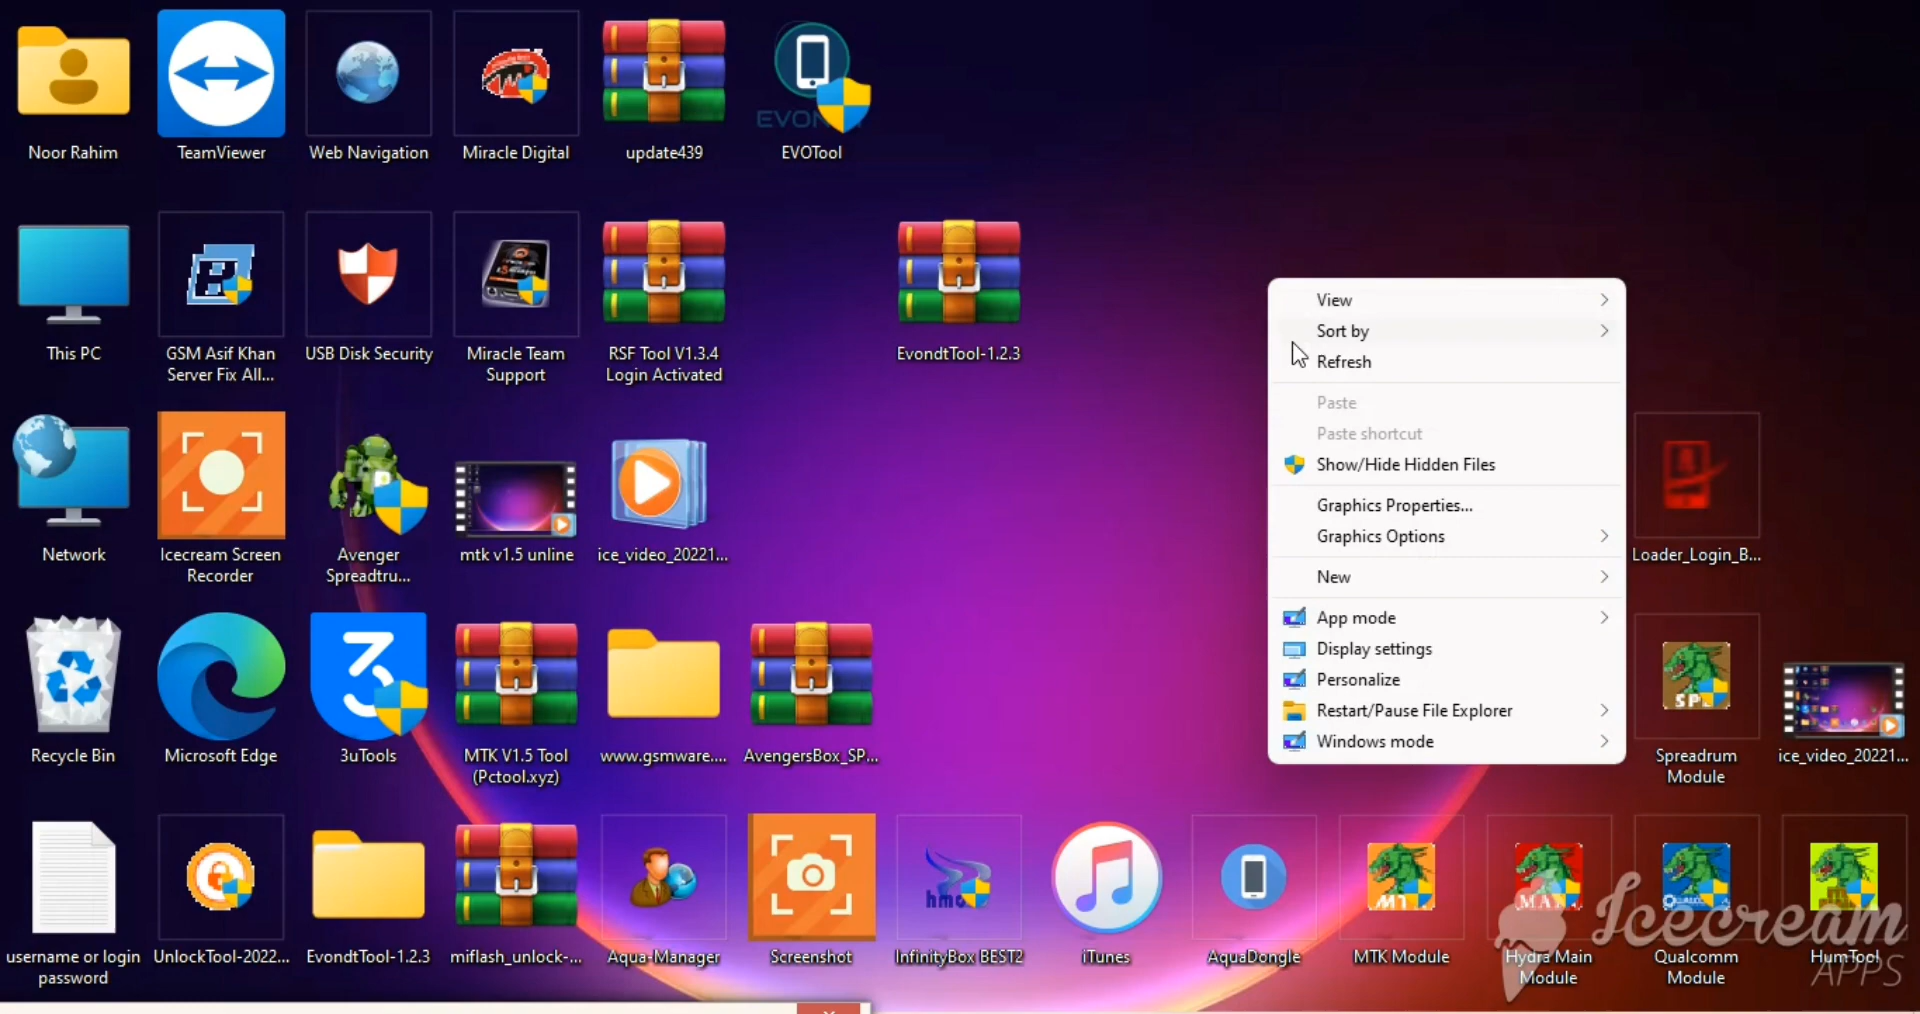 EVON
Noor Rahim
TeamViewer
Web Navigation
Miracle Digital
update439
EVOTool
This PC
GSM Asif Khan
Server Fix All...
USB Disk Security
Miracle Team
Support
RSF Tool V1.3.4
Login Activated
EvondtTool-1.2.3
View
Sort by
Refresh
Paste
Paste shortcut
Show/Hide Hidden Files
Graphics Properties...
Graphics Options
New
App mode
Display settings
Personalize
Restart/Pause File Explorer
Windows mode
Network
Icecream Screen
Recorder
Avenger
Spreadtru...
mtk v1.5 online
ice_video_20221...
Loader_Login_B...
Recycle Bin
Microsoft Edge
3uTools
MTK V1.5 Tool
(Pctool.xyz)
www.gsmware....
AvengersBox_SP...
Spreadrum
Module
ice_video_20221...
username or login
password
UnlockTool-2022...
EvondtTool-1.2.3
miflash_unlock-...
Aqua-Manager
Screenshot
InfinityBox BEST2
iTunes
AquaDongle
MTK Module
Hydra Main
Module
Qualcomm
Module
HumTool
Icecream
APPS